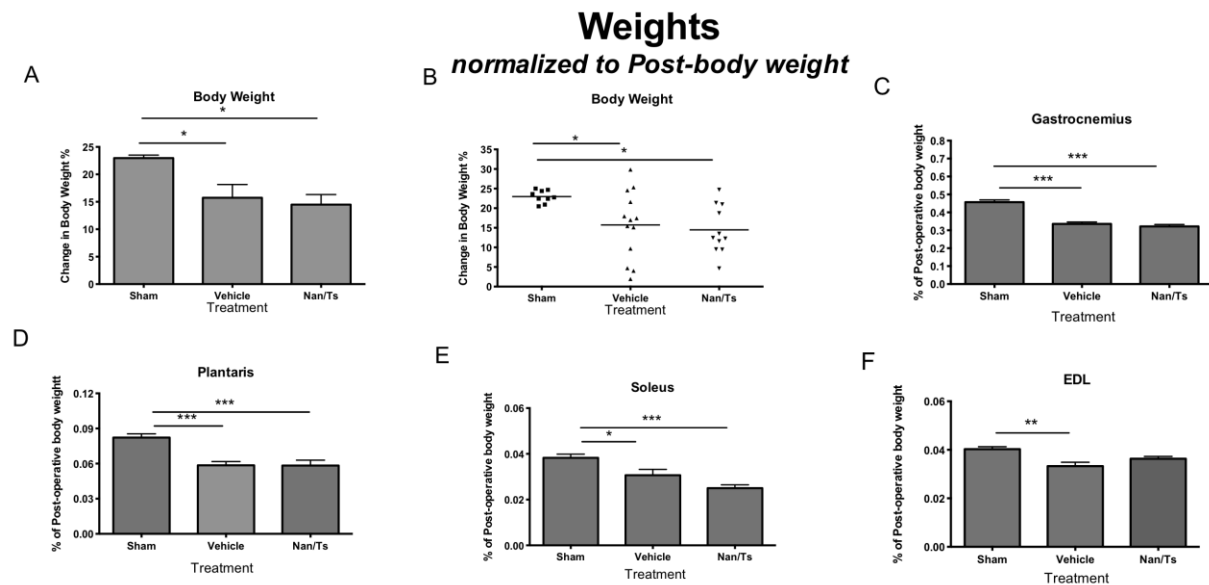 Weights
normalized to Post-body weight
A
Body Weight
*
*
Change in Body Weight %
25
20
15
10
5
0
Sham
Vehicle
Nan/Ts
Treatment
B
Body Weight
*
*
Change in Body Weight %
35
30
25
20
15
10
5
0
Sham
Vehicle
Nan/Ts
Treatment
C
Gastrocnemius
***
***
% of Post-operative body weight
0.8
0.7
0.6
0.5
0.4
0.3
0.2
0.1
0.0
Sham
Vehicle
Nan/Ts
Treatment
D
Plantaris
***
***
% of Post-operative body weightt
0.12
0.09
0.06
0.03
0.00
Sham
Vehicle
Nan/Ts
Treatment
E
Soleus
***
*
% of Post-operative body weight
0.06
0.04
0.02
0.00
Sham
Vehicle
Nan/Ts
Treatment
F
EDL
**
% of Post-operative body weight
0.06
0.04
0.02
0.00
Sham
Vehicle
Nan/Ts
Treatment